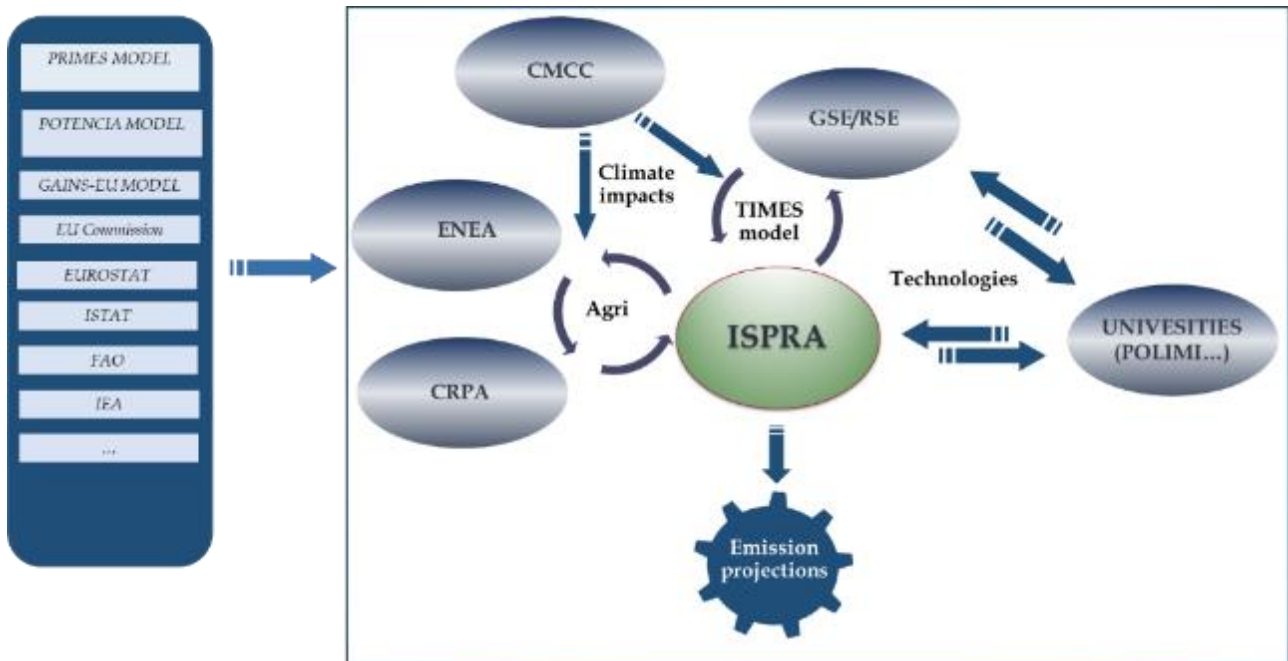 PRIMES MODEL
POTENCIA MODEL
GAINS-EU MODEL
EU Commission
EUROSTAT
ISTAT
FAO
IEA
...
CMCC
GSE/RSE
Climate
impacts
ENEA
TIMES
model
Agri
Technologies
ISPRA
UNIVESITIES
(POLIMI...)
CRPA
Emission
projections